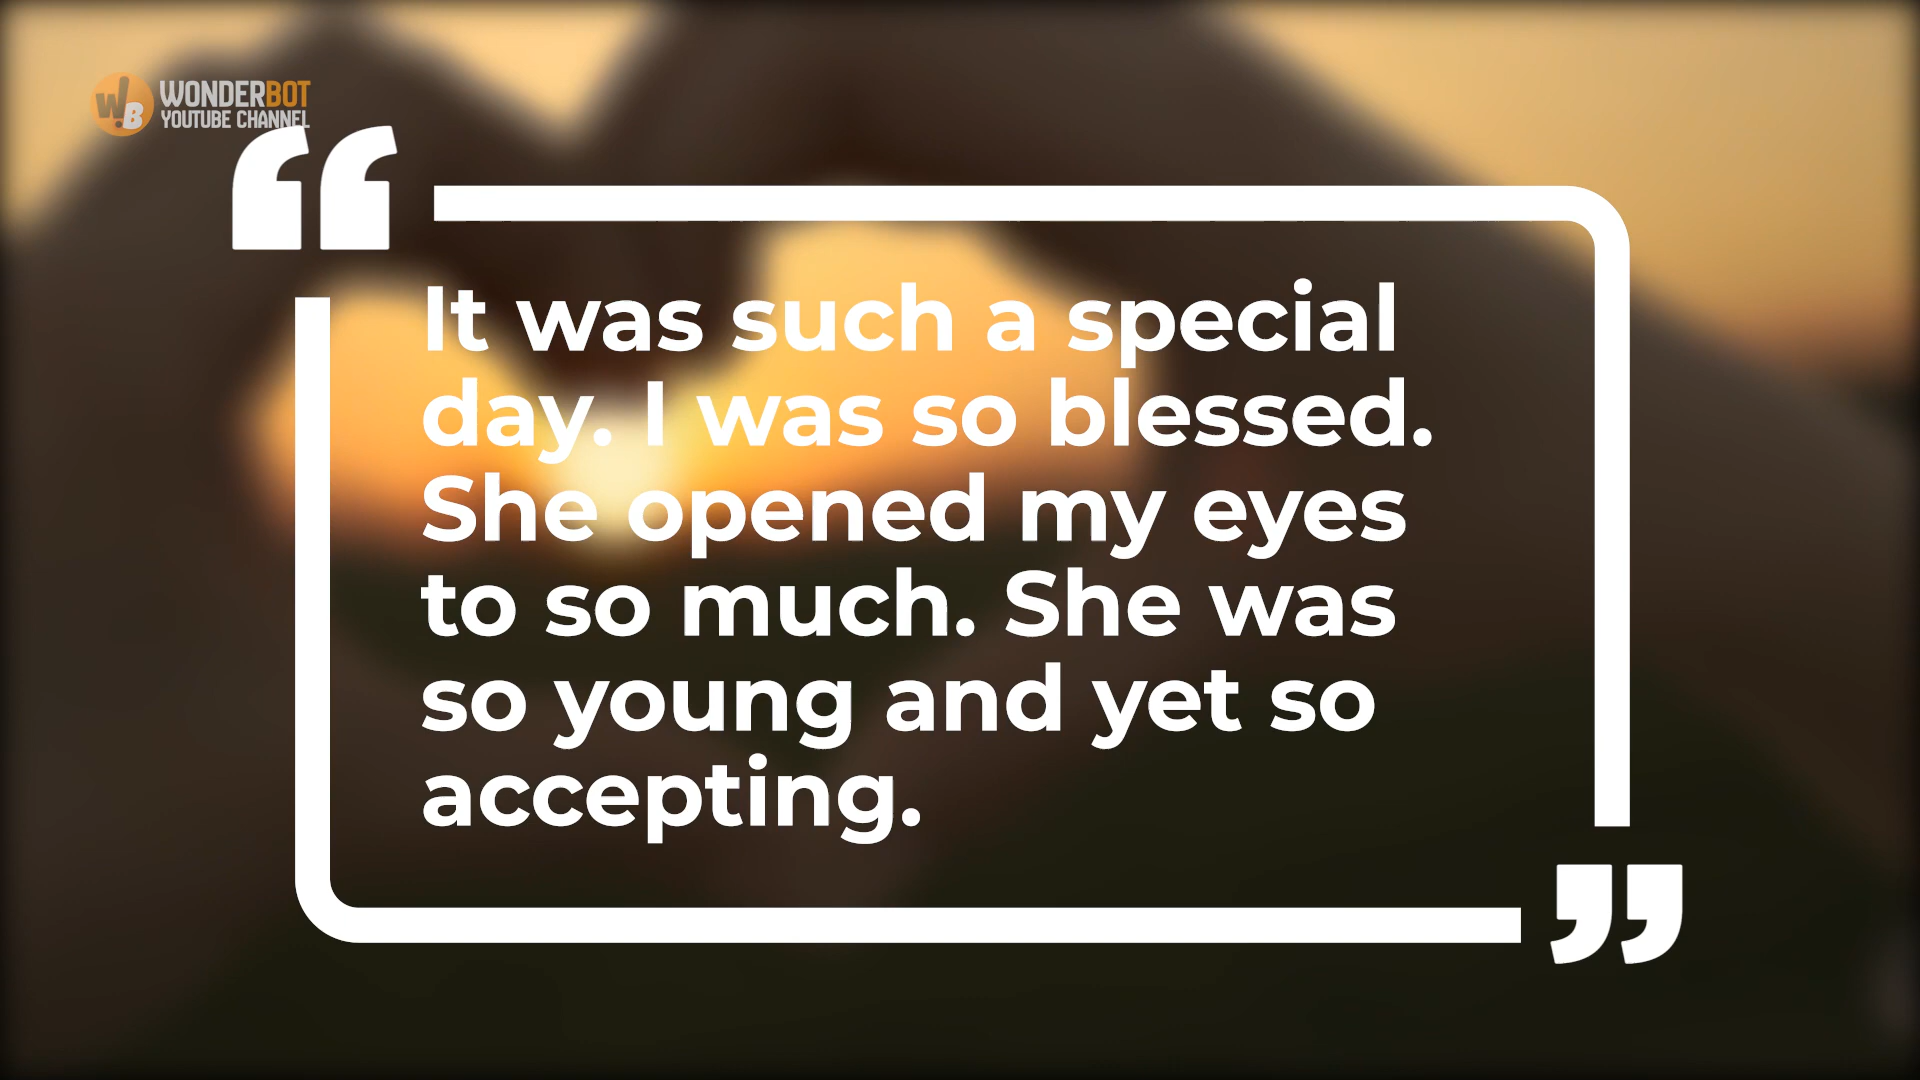 WONDERBOT
YOUTUBE CHANNEL
“
It was such a special
day. I was so blessed.
She opened my eyes
to so much. She was
so young and yet so
accepting.
”